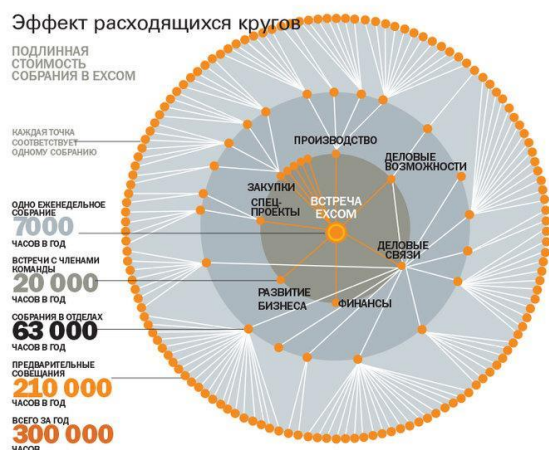 Эффект расходящихся кругов
ПОДЛИННАЯ
СТОИМОСТЬ
СОБРАНИЯ В EXCOM
КАЖДАЯ ТОЧКА
СООТВЕТСТВУЕТ
ОДНОМУ СОБРАНИЮ
ПРОИЗВОДСТВО
ДЕЛОВЫЕ
ВОЗМОЖНОСТИ
ЗАКУПКИ
СПЕЦ-
ПРОЕКТЫ
ВСТРЕЧА
EXCOM
ДЕЛОВЫЕ
СВЯЗИ
РАЗВИТИЕ
БИЗНЕСА
ФИНАНСЫ
ОДНО ЕЖЕНЕДЕЛЬНОЕ
СОБРАНИЕ
7000
ЧАСОВ В ГОД
ВСТРЕЧИ С ЧЛЕНАМИ
КОМАНДЫ
20 000
ЧАСОВ В ГОД
СОБРАНИЯ В ОТДЕЛАХ
63 000
ЧАСОВ В ГОД
ПРЕДВАРИТЕЛЬНЫЕ
СОВЕЩАНИЯ
210 000
ЧАСОВ В ГОД
ВСЕГО ЗА ГОД
300 000
ЧАСОВ